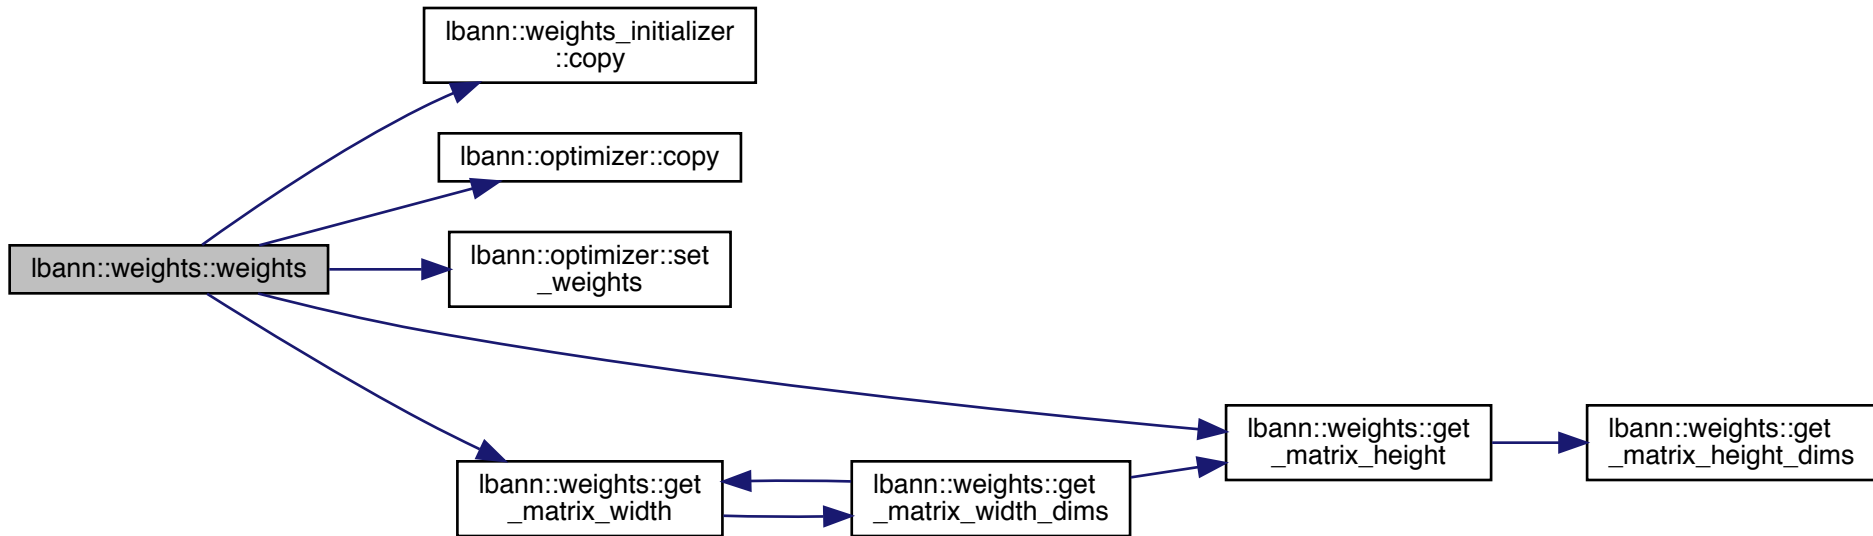 lbann::weights_initializer
::copy
lbann::optimizer::copy
lbann::weights::weights
lbann::optimizer::set
_weights
lbann::weights::get
_matrix_width
lbann::weights::get
_matrix_width_dims
lbann::weights::get
_matrix_height
lbann::weights::get
_matrix_height_dims